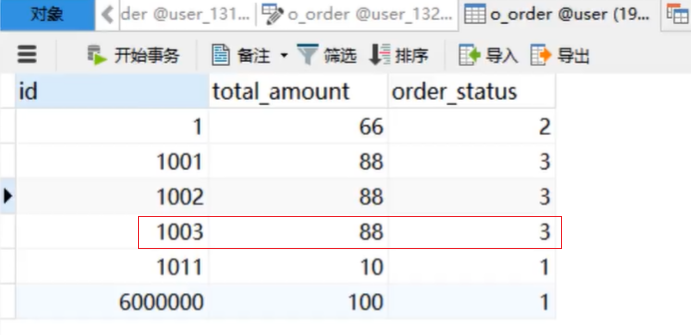 对象 der @user_131... o_order @user_132... o_order @user (19...
开始事务 备注 筛选 排序 导入 导出
id total_amount order_status
1 66 2
1001 88 3
1002 88 3
1003 88 3
1011 10 1
6000000 100 1